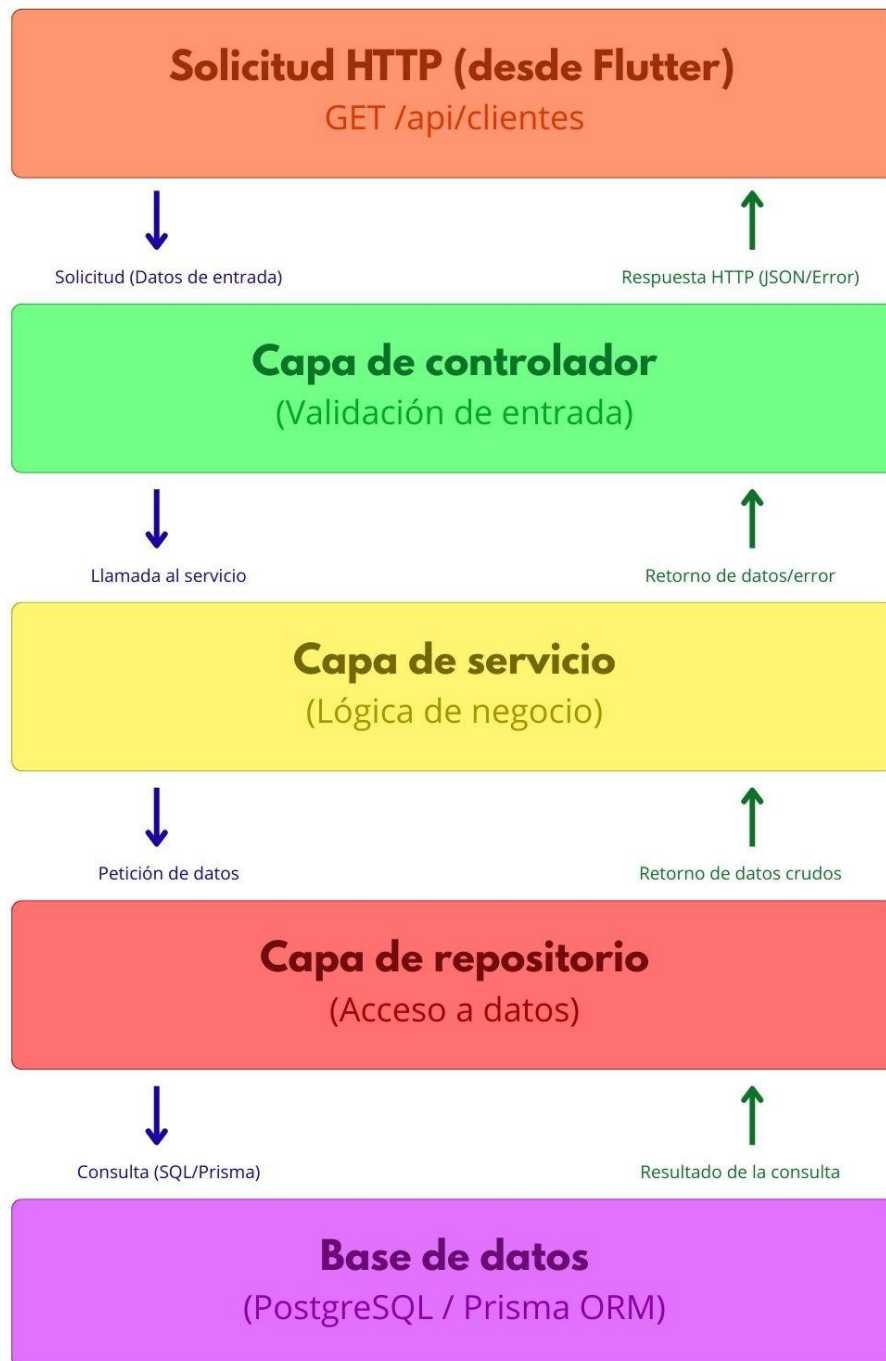 Solicitud HTTP (desde Flutter)
GET /api/clientes
Solicitud (Datos de entrada)
Respuesta HTTP (JSON/Error)
Capa de controlador
(Validación de entrada)
Llamada al servicio
Retorno de datos/error
Capa de servicio
(Lógica de negocio)
Petición de datos
Retorno de datos crudos
Capa de repositorio
(Acceso a datos)
Consulta (SQL/Prisma)
Resultado de la consulta
Base de datos
(PostgreSQL / Prisma ORM)